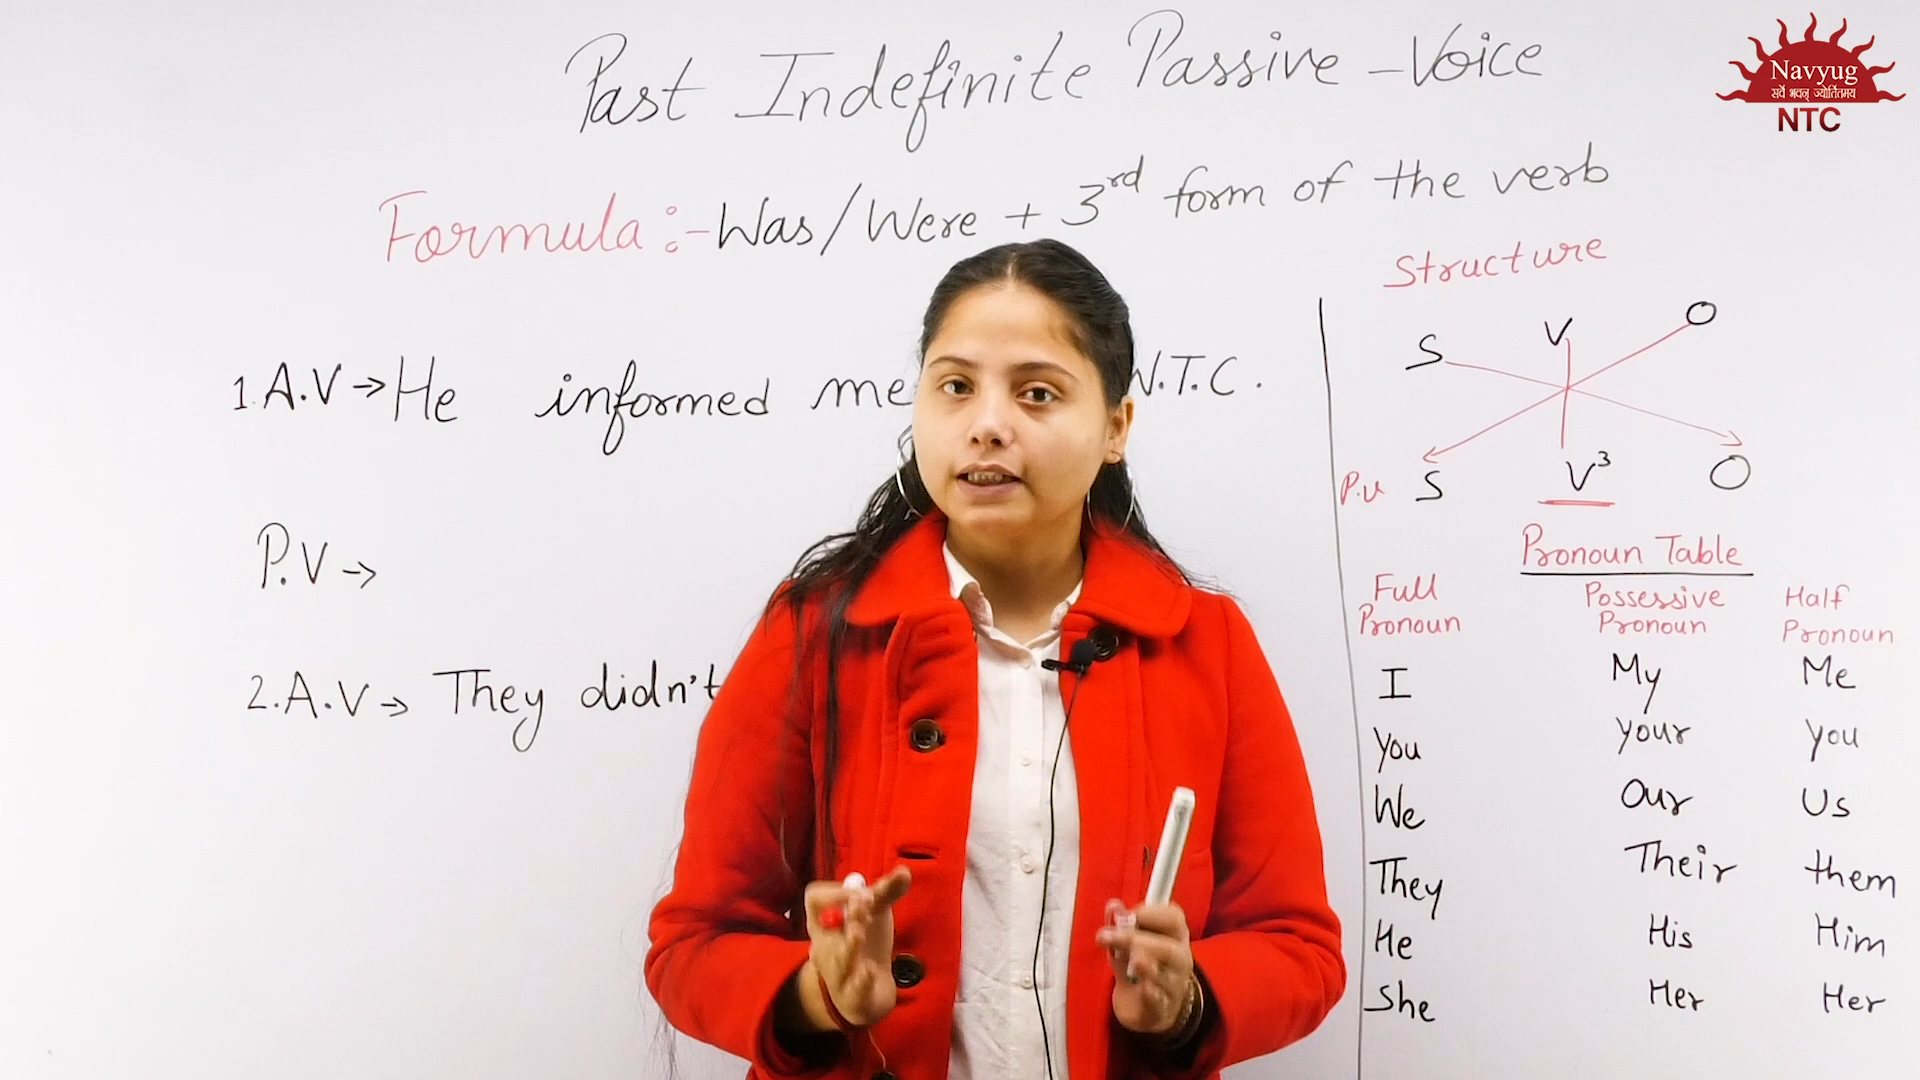 Past Indefinite Passive-Voice
Navyug
सर्वे भवन् ज्योतितमय
NTC
Formula:- Was/Were + 3rd form of the verb
Structure
S V O
P.V S V3 O
1.A.V→He informed me N.T.C.
P.V→
2.A.V→ They didn't
Pronoun Table
Full Pronoun Possessive Pronoun Half Pronoun
I My Me
You Your You
We Our Us
They Their them
He His Him
She Her Her